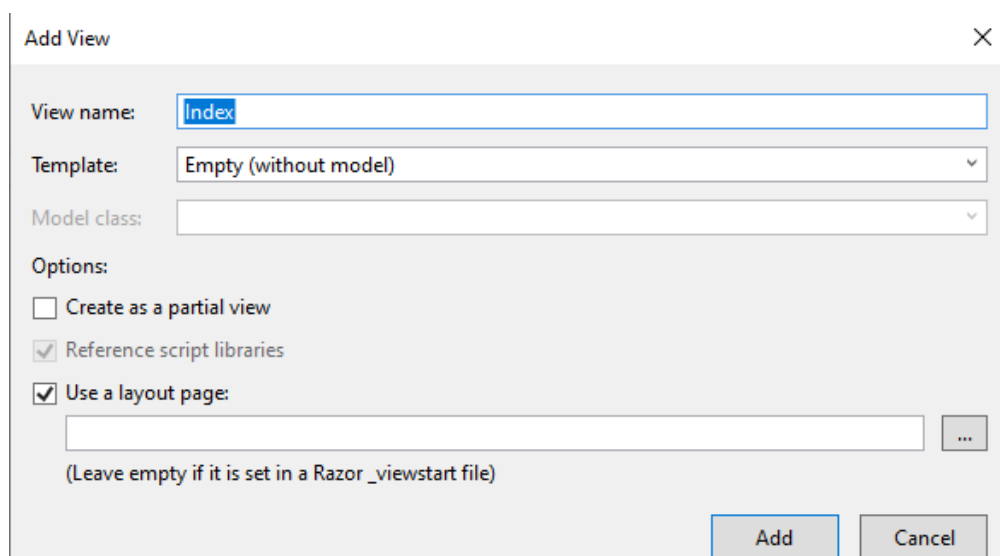 Add View
View name: Index
Template: Empty (without model)
Model class:
Options:
Create as a partial view
Reference script libraries
Use a layout page:
...
(Leave empty if it is set in a Razor _viewstart file)
Add Cancel